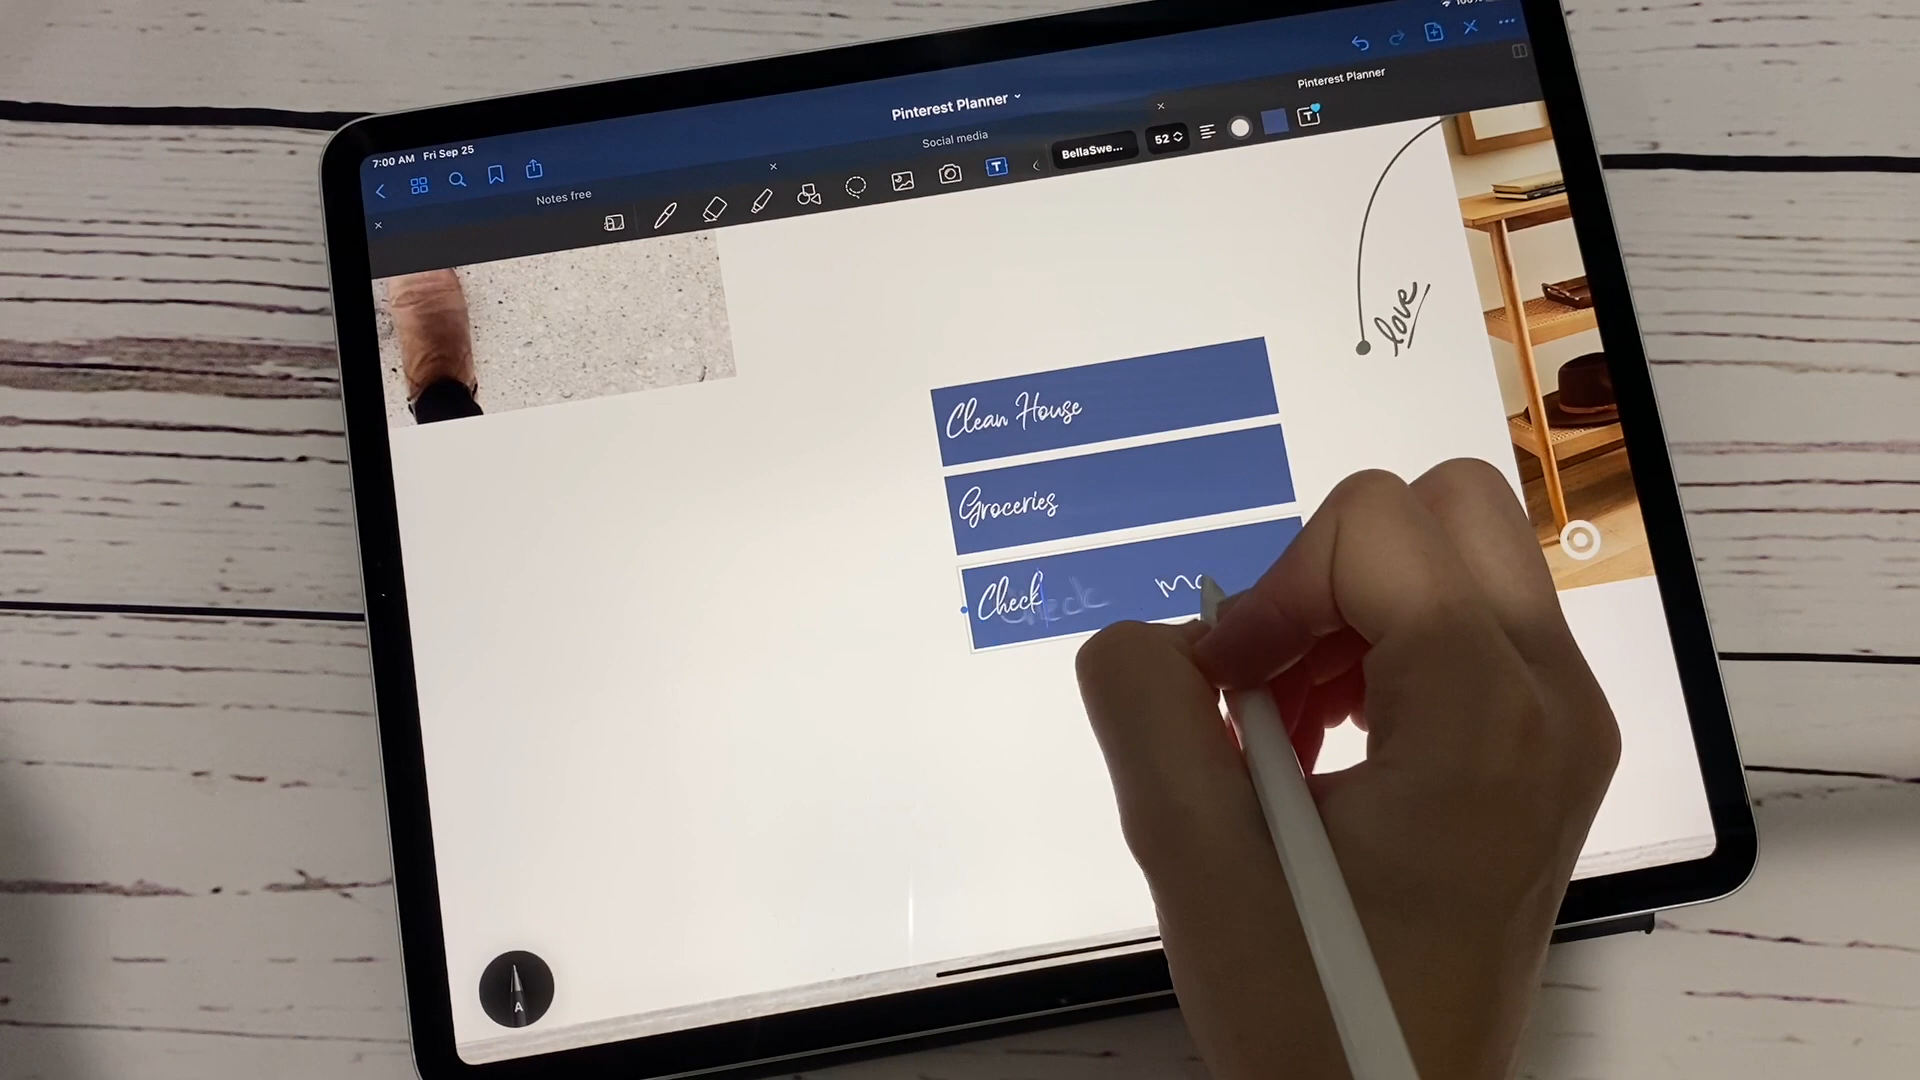 7:00 AM Fri Sep 25
Pinterest Planner
Notes free
Social media
Pinterest Planner
BellaSwe...
52
T
T
love
Clean House
Groceries
Check
Check
A